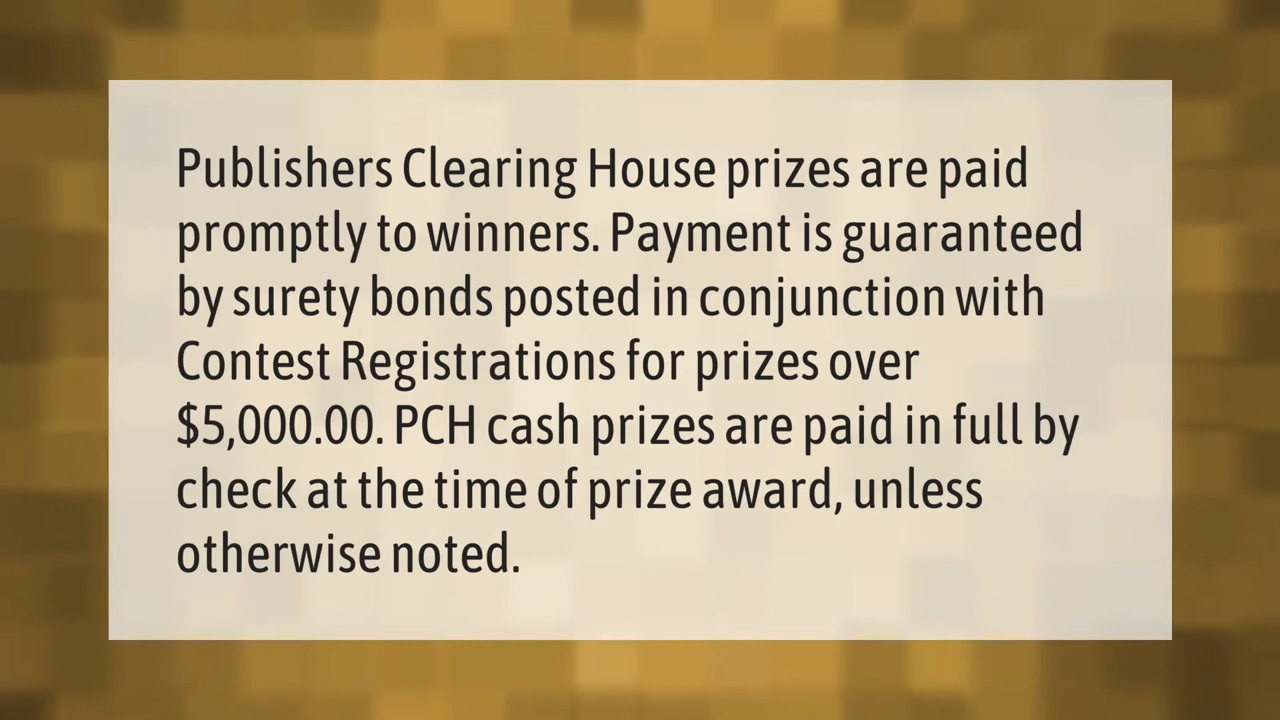 Publishers Clearing House prizes are paid
promptly to winners. Payment is guaranteed
by surety bonds posted in conjunction with
Contest Registrations for prizes over
$5,000.00. PCH cash prizes are paid in full by
check at the time of prize award, unless
otherwise noted.